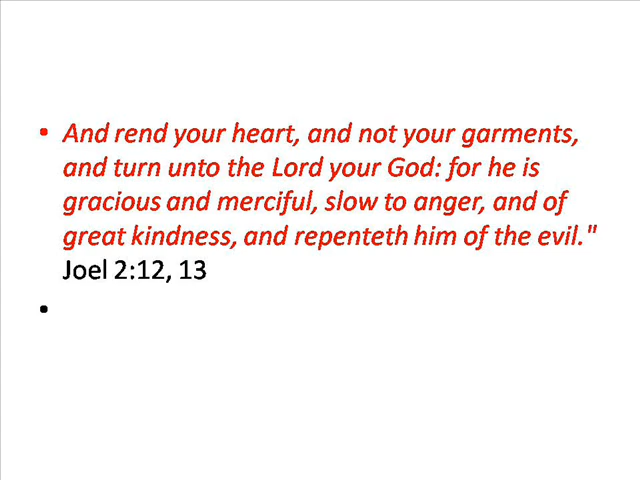 • And rend your heart, and not your garments,
and turn unto the Lord your God: for he is
gracious and merciful, slow to anger, and of
great kindness, and repenteth him of the evil."
Joel 2:12, 13
•